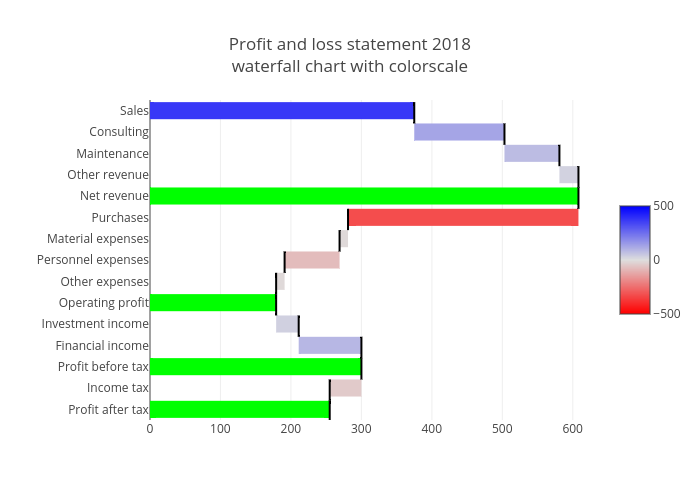 Profit and loss statement 2018
waterfall chart with colorscale
Sales
Consulting
Maintenance
Other revenue
Net revenue
Purchases
Material expenses
Personnel expenses
Other expenses
Operating profit
Investment income
Financial income
Profit before tax
Income tax
Profit after tax
0 100 200 300 400 500 600
500
0
−500